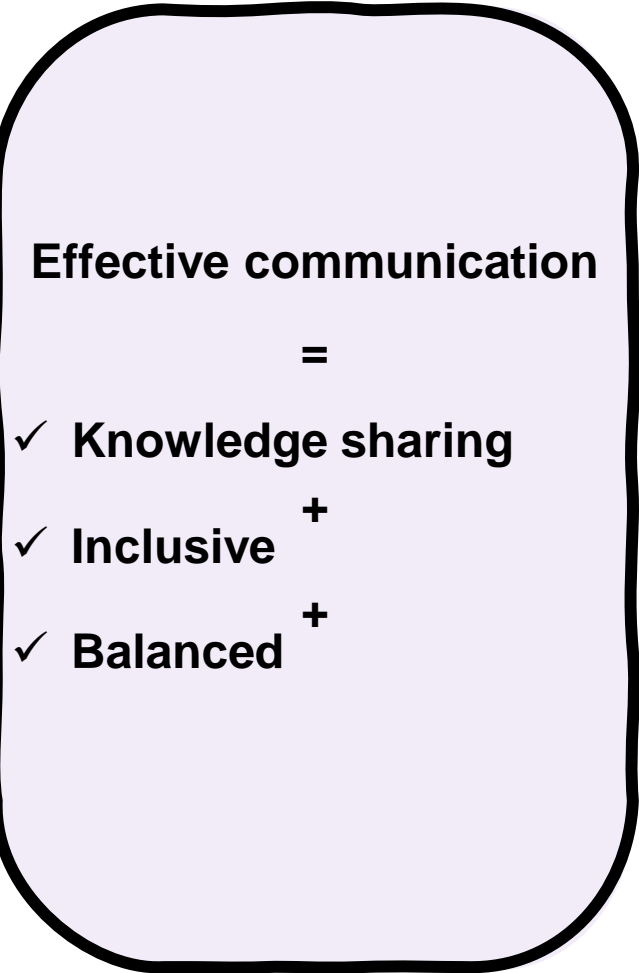 Effective communication
=
✓ Knowledge sharing
+
✓ Inclusive
+
✓ Balanced